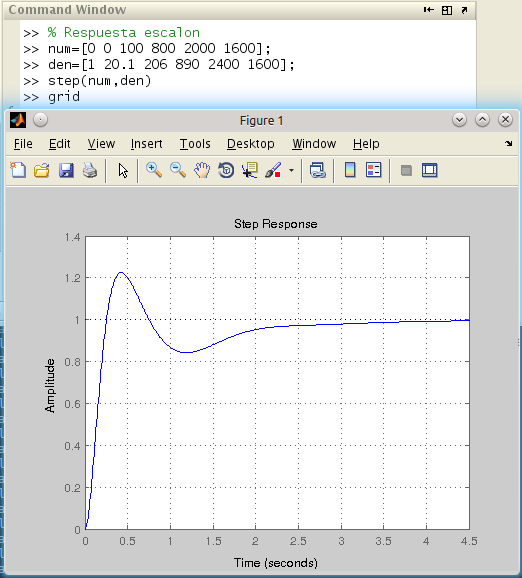 Command Window
>> % Respuesta escalon
>> num=[0 0 100 800 2000 1600];
>> den=[1 20.1 206 890 2400 1600];
>> step(num,den)
>> grid
Figure 1
File Edit View Insert Tools Desktop Window Help
Step Response
1.4
1.2
1
0.8
0.6
0.4
0.2
0
Amplitude
0 0.5 1 1.5 2 2.5 3 3.5 4 4.5
Time (seconds)